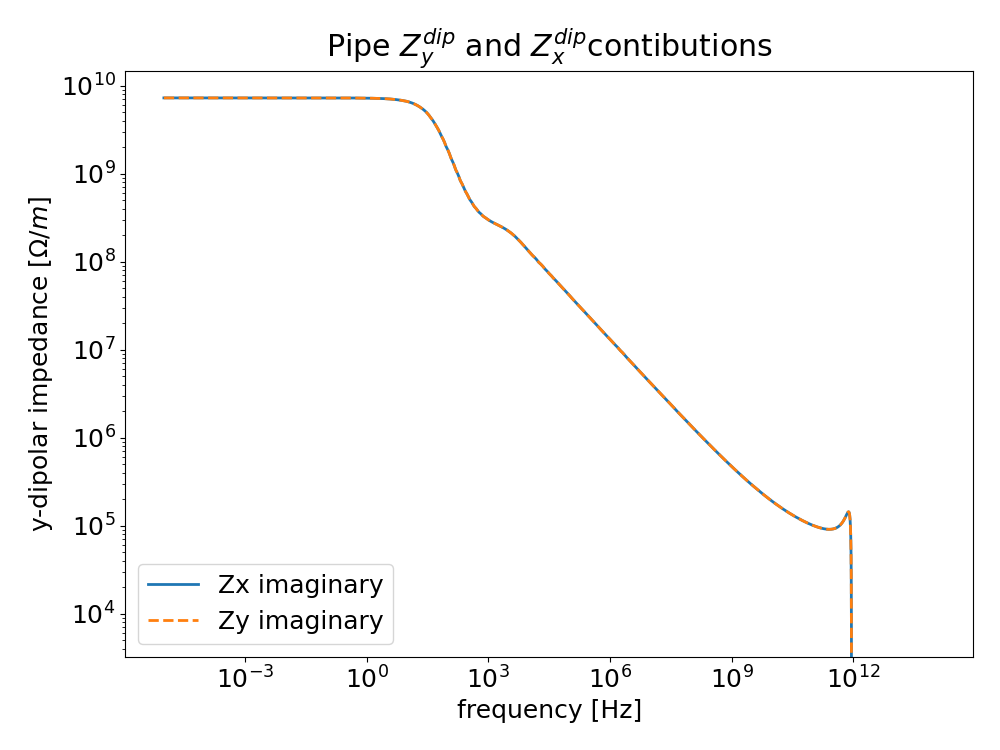 Pipe $Z_y^{dip}$ and $Z_x^{dip}$contibutions
y-dipolar impedance [Ω/m]
10^10
10^9
10^8
10^7
10^6
10^5
10^4
Zx imaginary
Zy imaginary
10^−3
10^0
10^3
10^6
10^9
10^12
frequency [Hz]